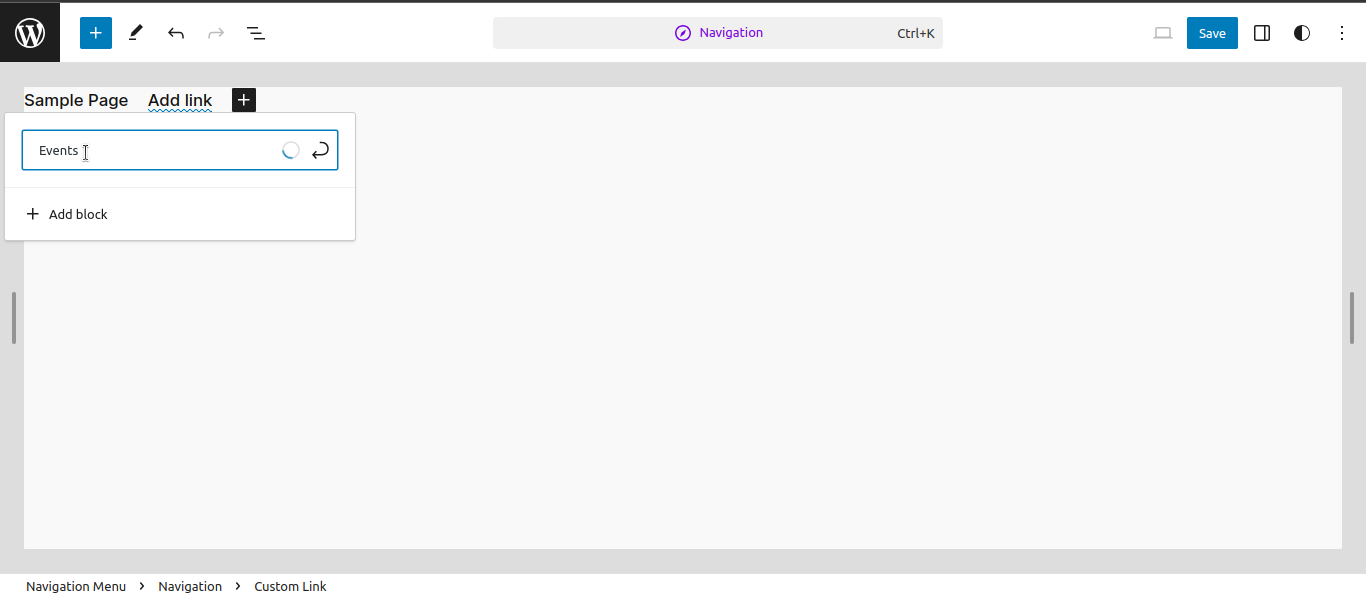 Navigation
Ctrl+K
Save
Sample Page
Add link
Events
Add block
Navigation Menu > Navigation > Custom Link